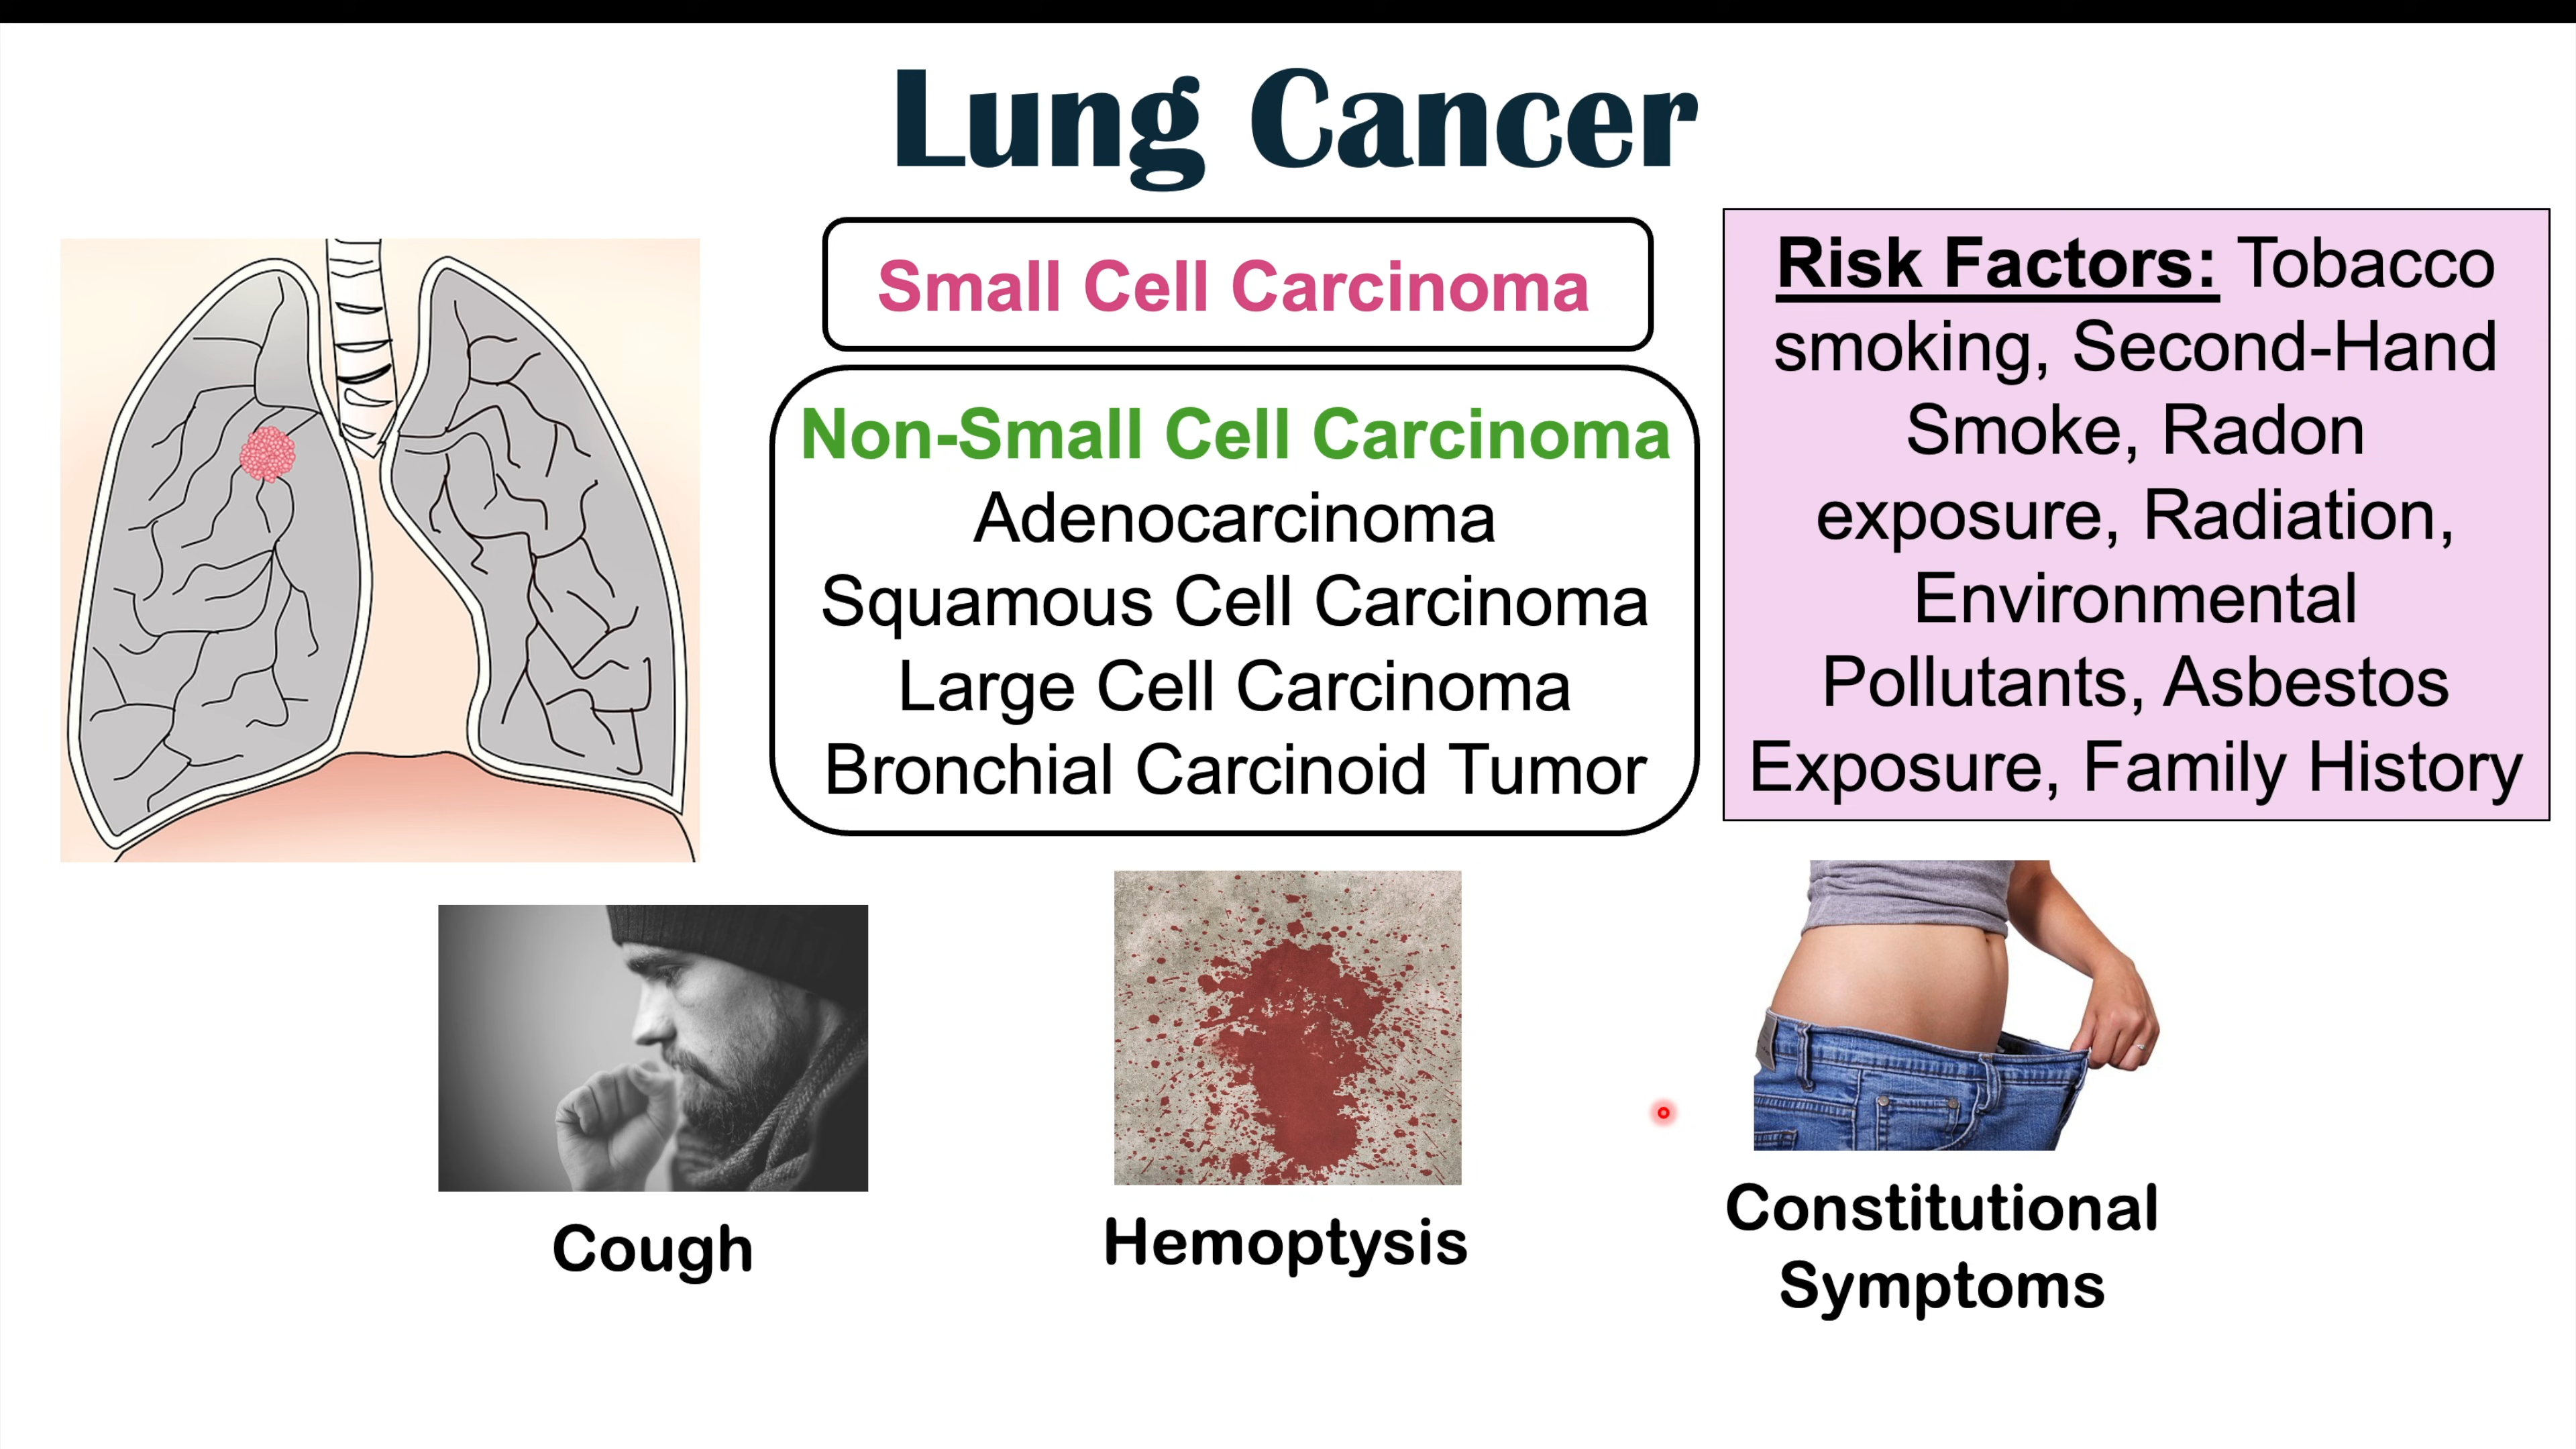 Lung Cancer
Small Cell Carcinoma
Non-Small Cell Carcinoma
Adenocarcinoma
Squamous Cell Carcinoma
Large Cell Carcinoma
Bronchial Carcinoid Tumor
Risk Factors: Tobacco
smoking, Second-Hand
Smoke, Radon
exposure, Radiation,
Environmental
Pollutants, Asbestos
Exposure, Family History
Cough
Hemoptysis
Constitutional
Symptoms